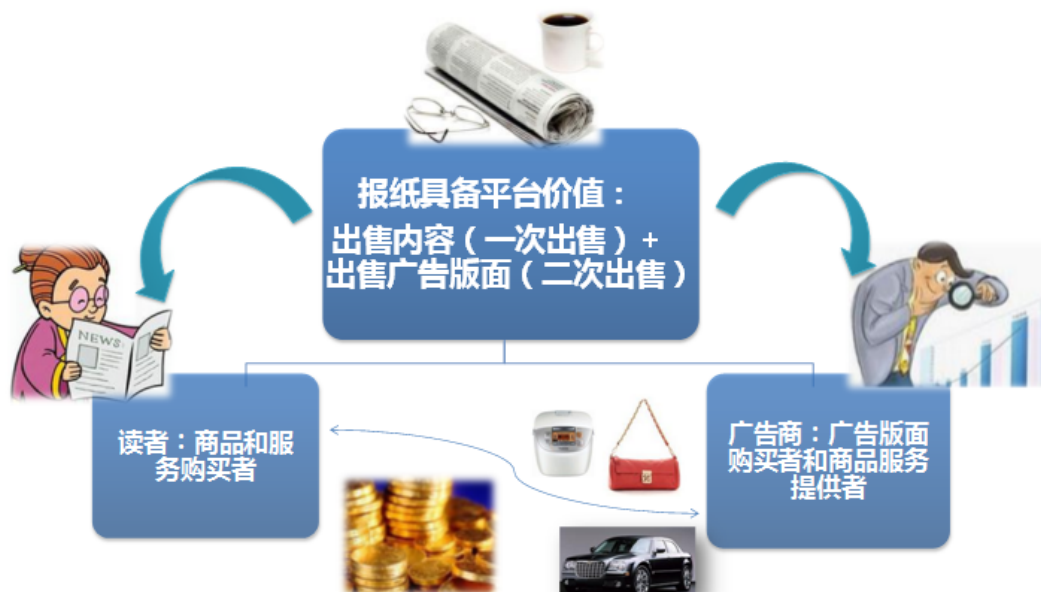 报纸具备平台价值：
出售内容（一次出售）+
出售广告版面（二次出售）
NEWS
读者：商品和服
务购买者
广告商：广告版面
购买者和商品服务
提供者